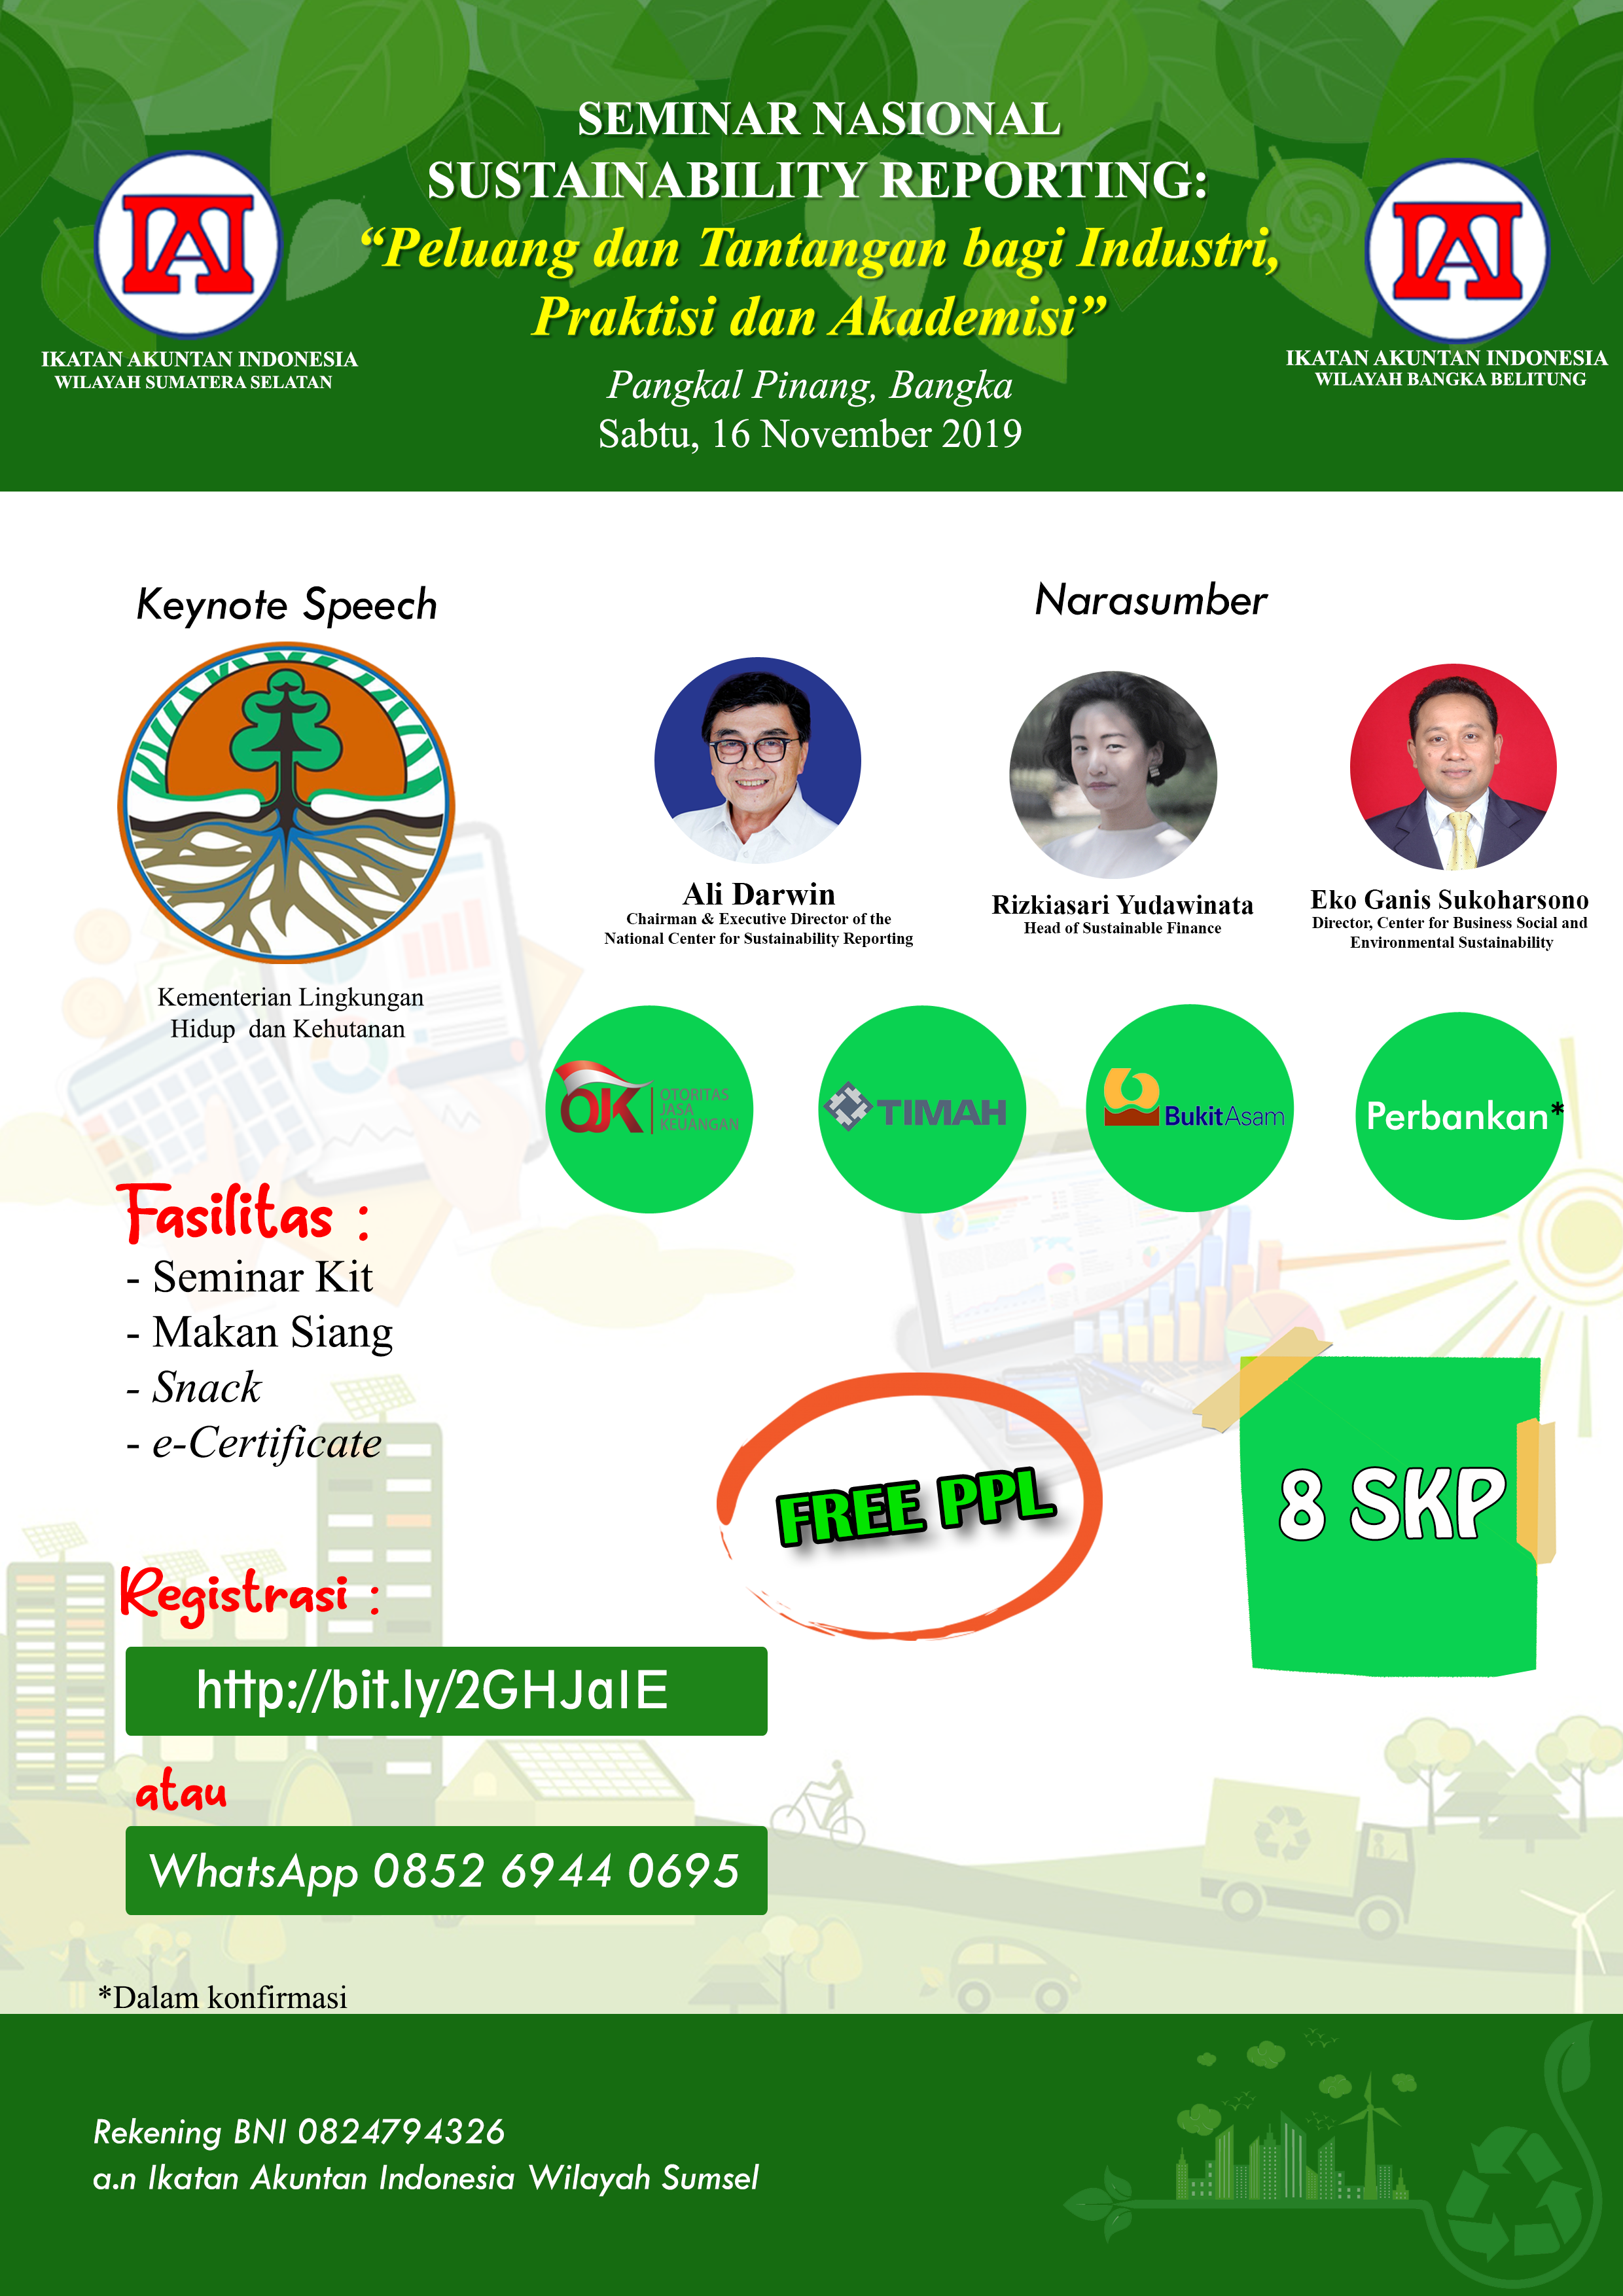 SEMINAR NASIONAL
SUSTAINABILITY REPORTING:
“Peluang dan Tantangan bagi Industri,
Praktisi dan Akademisi”
Pangkal Pinang, Bangka
Sabtu, 16 November 2019
IAI
IKATAN AKUNTAN INDONESIA
WILAYAH SUMATERA SELATAN
IAI
IKATAN AKUNTAN INDONESIA
WILAYAH BANGKA BELITUNG
Keynote Speech
Kementerian Lingkungan
Hidup dan Kehutanan
Narasumber
Ali Darwin
Chairman & Executive Director of the
National Center for Sustainability Reporting
Rizkiasari Yudawinata
Head of Sustainable Finance
Eko Ganis Sukoharsono
Director, Center for Business Social and
Environmental Sustainability
OJK
OTORITAS
JASA
KEUANGAN
TIMAH
BukitAsam
Perbankan*
Fasilitas :
- Seminar Kit
- Makan Siang
- Snack
- e-Certificate
FREE PPL
8 SKP
Registrasi :
http://bit.ly/2GHJaIE
atau
WhatsApp 0852 6944 0695
*Dalam konfirmasi
Rekening BNI 0824794326
a.n Ikatan Akuntan Indonesia Wilayah Sumsel